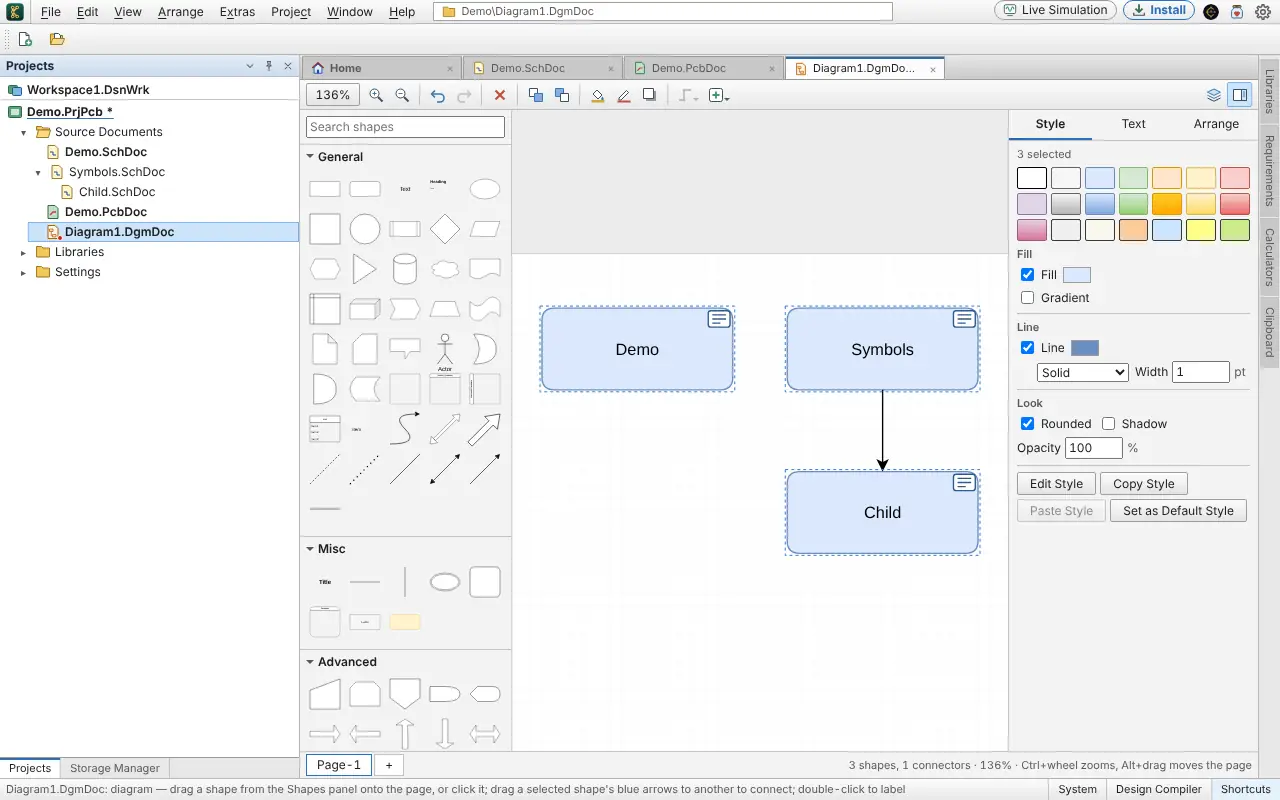 File Edit View Arrange Extras Project Window Help
Demo\Diagram1.DgmDoc
Live Simulation
Install
Projects
Workspace1.DsnWrk
Demo.PrjPcb *
Source Documents
Demo.SchDoc
Symbols.SchDoc
Child.SchDoc
Demo.PcbDoc
Diagram1.DgmDoc
Libraries
Settings
Projects Storage Manager
Home
Demo.SchDoc
Demo.PcbDoc
Diagram1.DgmDo...
136%
Search shapes
General
Text
Heading
Actor
Misc
Title
Advanced
Demo
Symbols
Child
Style Text Arrange
3 selected
Fill
Fill
Gradient
Line
Line
Solid Width 1 pt
Look
Rounded Shadow
Opacity 100 %
Edit Style Copy Style
Paste Style Set as Default Style
Libraries
Requirements
Calculators
Clipboard
Page-1 +
3 shapes, 1 connectors · 136% · Ctrl+wheel zooms, Alt+drag moves the page
Diagram1.DgmDoc: diagram — drag a shape from the Shapes panel onto the page, or click it; drag a selected shape's blue arrows to another to connect; double-click to label
System Design Compiler Shortcuts